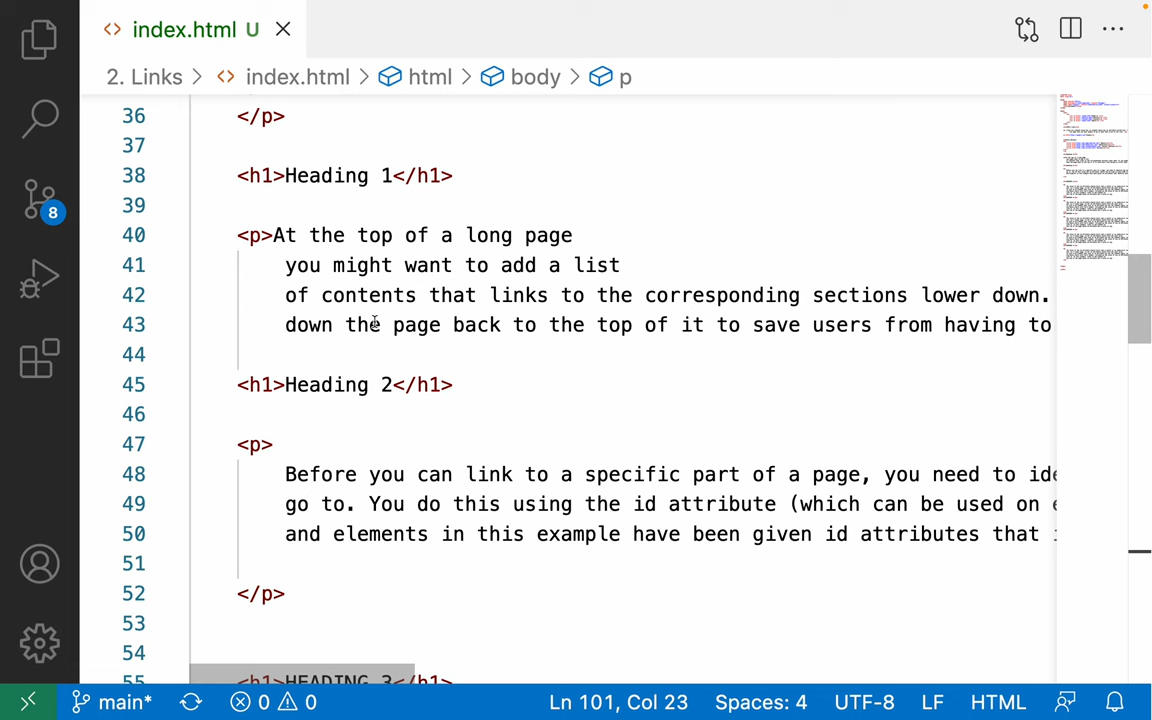 index.html U
2. Links > index.html > html > body > p
36 </p>
37
38 <h1>Heading 1</h1>
39
40 <p>At the top of a long page
41 you might want to add a list
42 of contents that links to the corresponding sections lower down.
43 down the page back to the top of it to save users from having to
44
45 <h1>Heading 2</h1>
46
47 <p>
48 Before you can link to a specific part of a page, you need to ide
49 go to. You do this using the id attribute (which can be used on
50 and elements in this example have been given id attributes that
51
52 </p>
53
54
55 <h1>HEADING 3</h1>
8
main* 0 0 Ln 101, Col 23 Spaces: 4 UTF-8 LF HTML